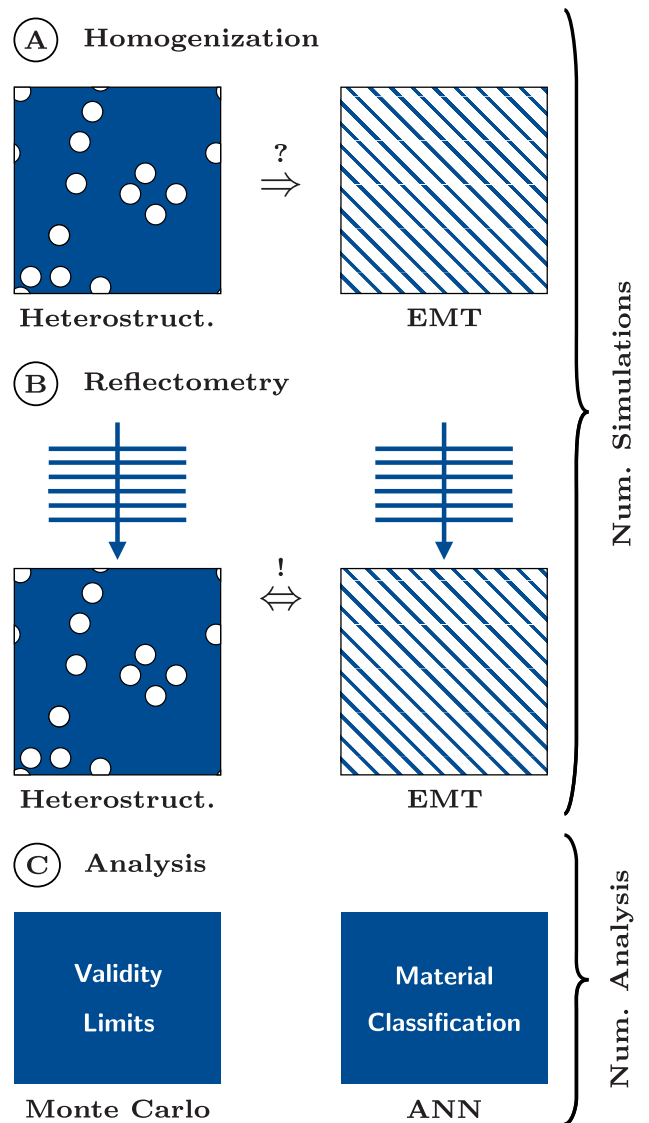 A Homogenization
?
⇒
Heterostruct.
EMT
B Reflectometry
!
⇔
Heterostruct.
EMT
Num. Simulations
C Analysis
Validity
Limits
Material
Classification
Monte Carlo
ANN
Num. Analysis